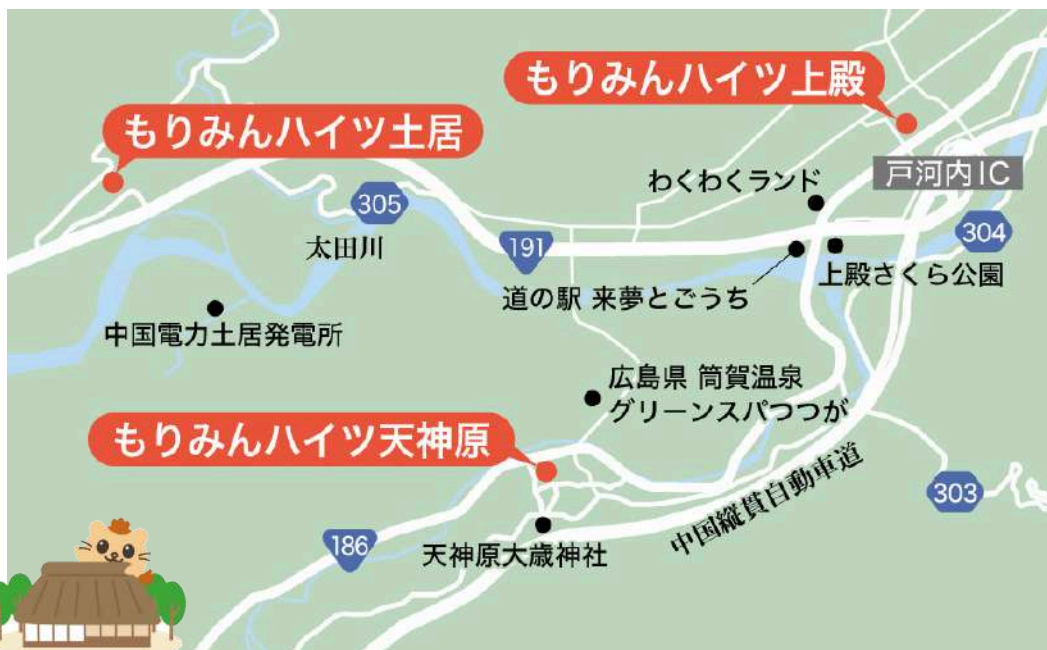 もりみんハイツ上殿
もりみんハイツ土居
戸河内IC
わくわくランド
305
304
太田川
191
上殿さくら公園
道の駅 来夢とごうち
中国電力土居発電所
広島県 筒賀温泉
グリーンスパつつが
もりみんハイツ天神原
中国縦貫自動車道
303
186
天神原大歳神社